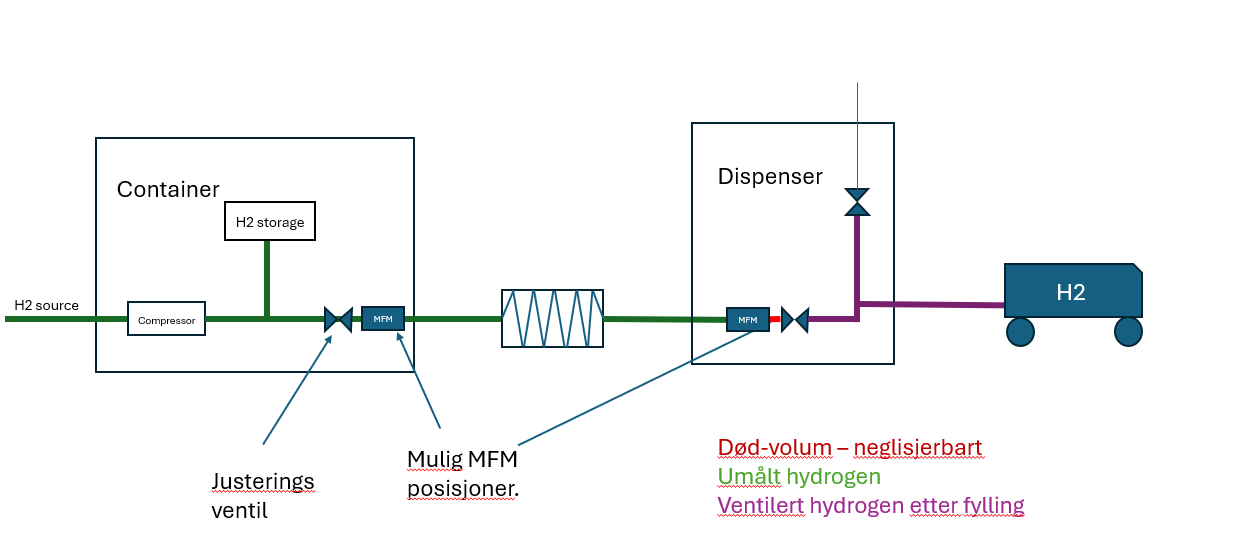 Container
Dispenser
H2 storage
H2 source
Compressor
MFM
MFM
H2
Justerings
ventil
Mulig MFM
posisjoner.
Død-volum – neglisjerbart
Umålt hydrogen
Ventilert hydrogen etter fylling